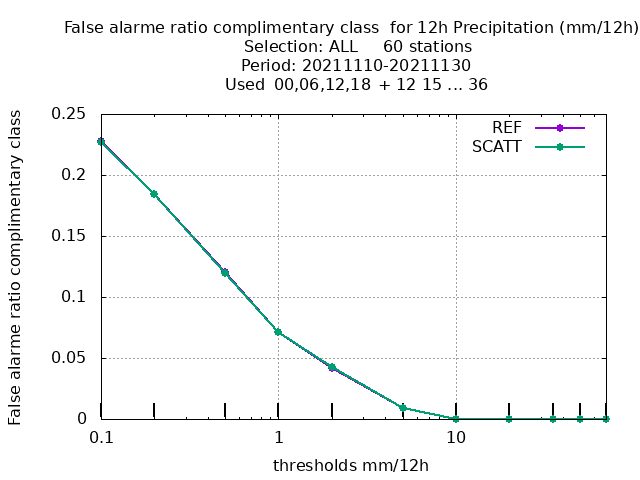 False alarme ratio complimentary class  for 12h Precipitation (mm/12h)
Selection: ALL     60 stations
Period: 20211110-20211130
Used  00,06,12,18  + 12 15 ... 36
False alarme ratio complimentary class
0.25
0.2
0.15
0.1
0.05
0
REF
SCATT
0.1
1
10
thresholds mm/12h